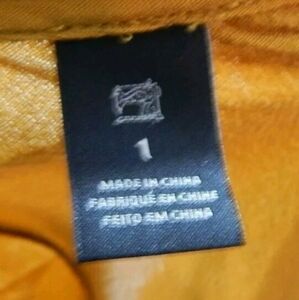 1
MADE IN CHINA
FABRIQUÉ EN CHINE
FEITO EM CHINA